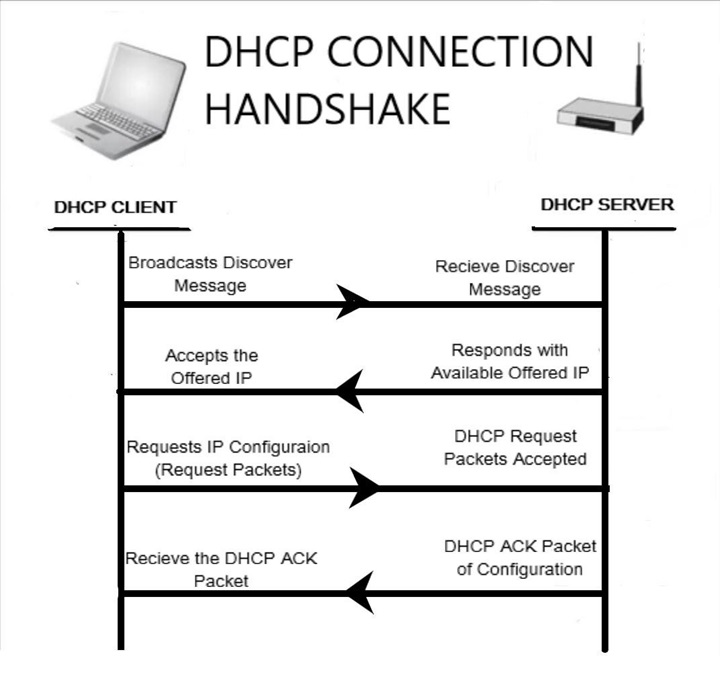 DHCP CONNECTION
HANDSHAKE
DHCP CLIENT
DHCP SERVER
Broadcasts Discover
Message
Recieve Discover
Message
Accepts the
Offered IP
Responds with
Available Offered IP
Requests IP Configuraion
(Request Packets)
DHCP Request
Packets Accepted
Recieve the DHCP ACK
Packet
DHCP ACK Packet
of Configuration